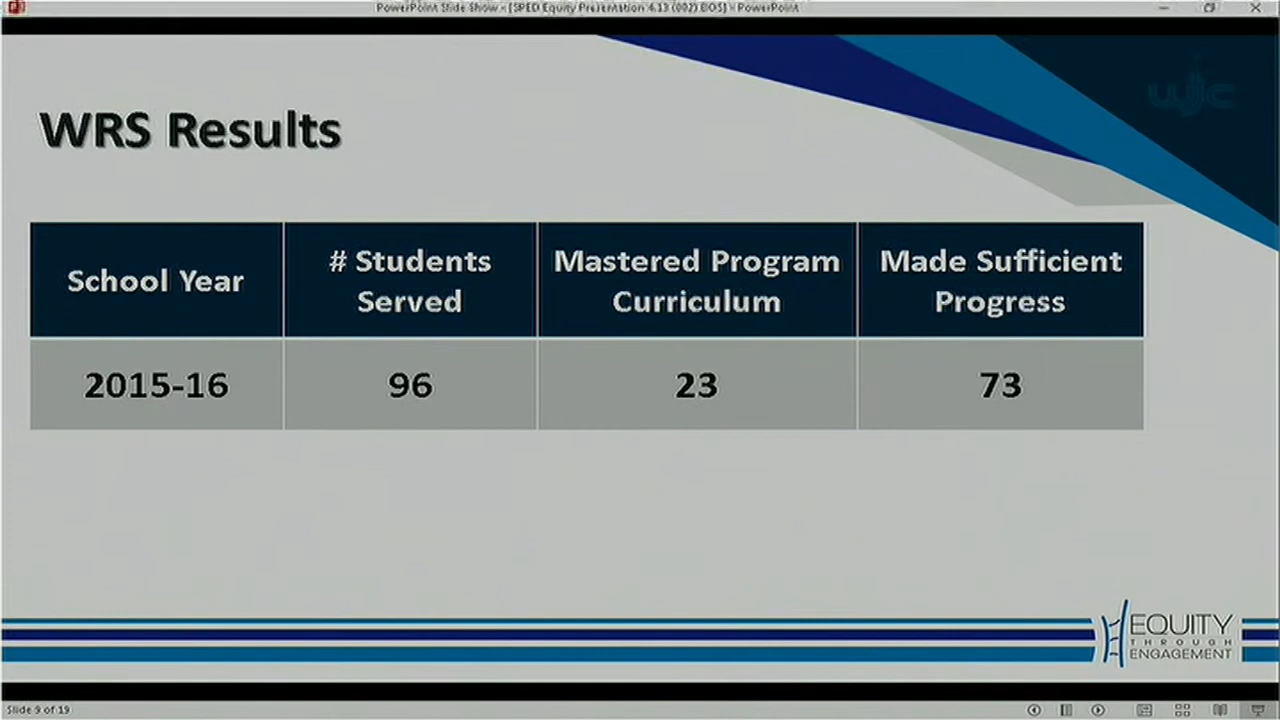 PowerPoint Slide Show - [SPED Equity Presentation 4.13 (002) BOS] - PowerPoint
WJC
WRS Results
School Year
# Students
Served
Mastered Program
Curriculum
Made Sufficient
Progress
2015-16
96
23
73
EQUITY
THROUGH
ENGAGEMENT
Slide 9 of 19